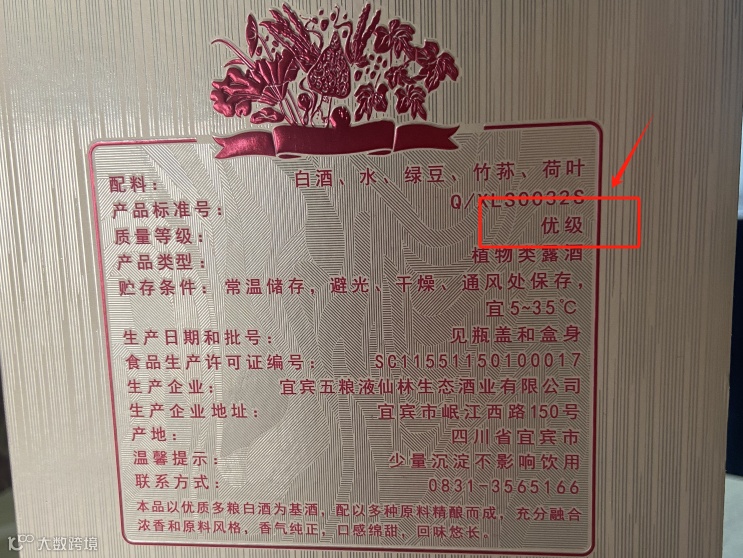 配料： 白酒、水、绿豆、竹荪、荷叶
产品标准号： Q/XLS0032S
质量等级： 优级
产品类型： 植物类露酒
贮存条件：常温储存，避光、干燥、通风处保存，
宜5~35℃
生产日期和批号： 见瓶盖和盒身
食品生产许可证编号： SC11551150100017
生产企业：宜宾五粮液仙林生态酒业有限公司
生产企业地址： 宜宾市岷江西路150号
产地： 四川省宜宾市
温馨提示： 少量沉淀不影响饮用
联系方式： 0831-3565166
本品以优质多粮白酒为基酒，配以多种原料精酿而成，充分融合
浓香和原料风格，香气纯正，口感绵甜，回味悠长。
大数跨境